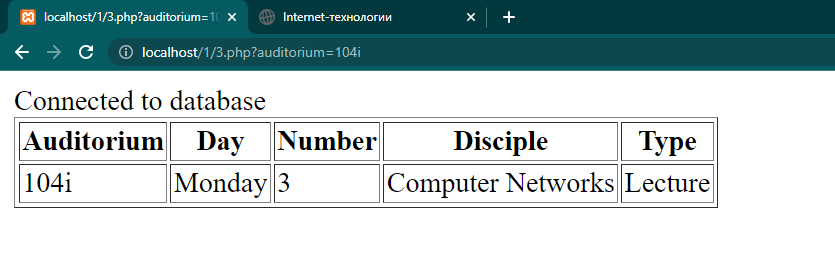 localhost/1/3.php?auditorium=10
Internet-технологии
localhost/1/3.php?auditorium=104i
Connected to database
Auditorium Day Number Disciple Type
104i Monday 3 Computer Networks Lecture